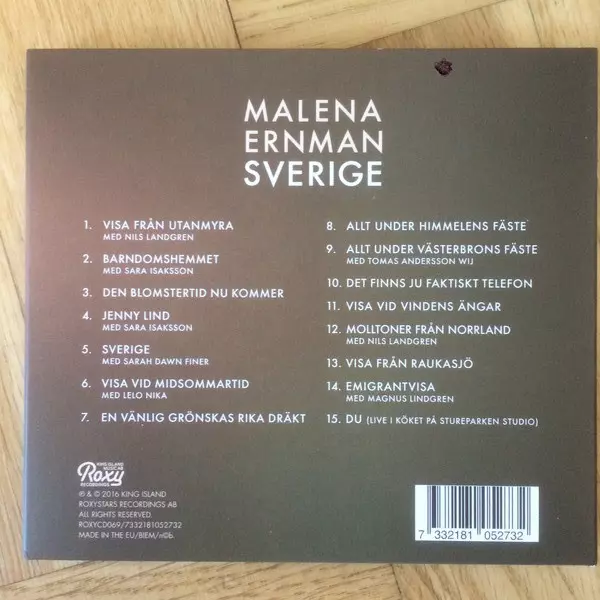 MALENA
ERNMAN
SVERIGE
1. VISA FRÅN UTANMYRA
MED NILS LANDGREN
2. BARNDOMSHEMMET
MED SARA ISAKSSON
3. DEN BLOMSTERTID NU KOMMER
4. JENNY LIND
MED SARA ISAKSSON
5. SVERIGE
MED SARAH DAWN FINER
6. VISA VID MIDSOMMARTID
MED LELO NIKA
7. EN VÄNLIG GRÖNSKAS RIKA DRÄKT
8. ALLT UNDER HIMMELENS FÄSTE
9. ALLT UNDER VÄSTERBRONS FÄSTE
MED TOMAS ANDERSSON WIJ
10. DET FINNS JU FAKTISKT TELEFON
11. VISA VID VINDENS ÄNGAR
12. MOLLTONER FRÅN NORRLAND
MED NILS LANDGREN
13. VISA FRÅN RAUKASJÖ
14. EMIGRANTVISA
MED MAGNUS LINDGREN
15. DU (LIVE I KÖKET PÅ STUREPARKEN STUDIO)
KING ISLAND
MUSIC AB
Roxy
RECORDINGS
℗ & © 2016 KING ISLAND
ROXYSTARS RECORDINGS AB
ALL RIGHTS RESERVED.
ROXYCD069/7332181052732
MADE IN THE EU/BIEM/n©b.
7 332181 052732